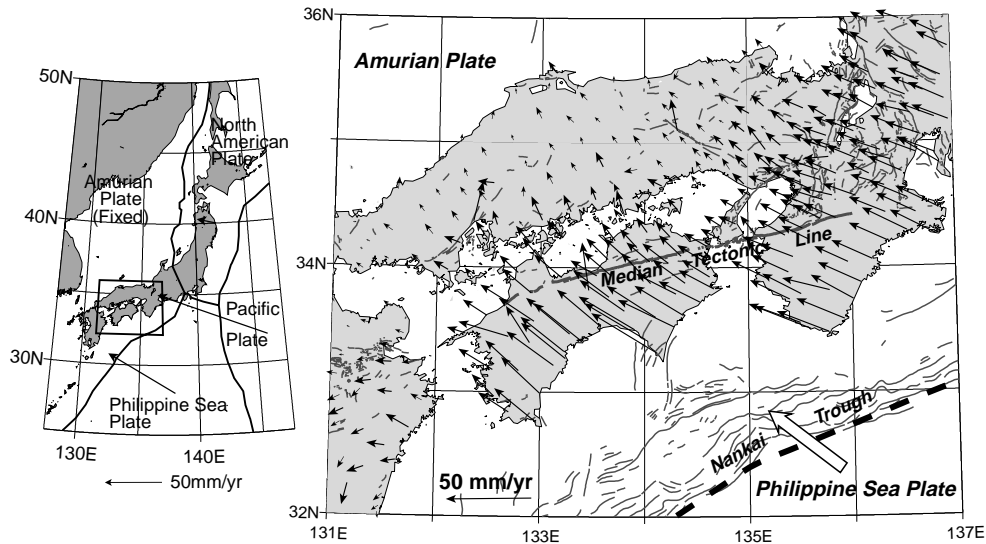 50N
North
American
Plate
Amurian
Plate
(Fixed)
40N
Pacific
Plate
30N
Philippine Sea
Plate
130E
140E
50mm/yr
36N
Amurian Plate
34N
Median
Tectonic
Line
Nankai
Trough
50 mm/yr
Philippine Sea Plate
32N
131E
133E
135E
137E